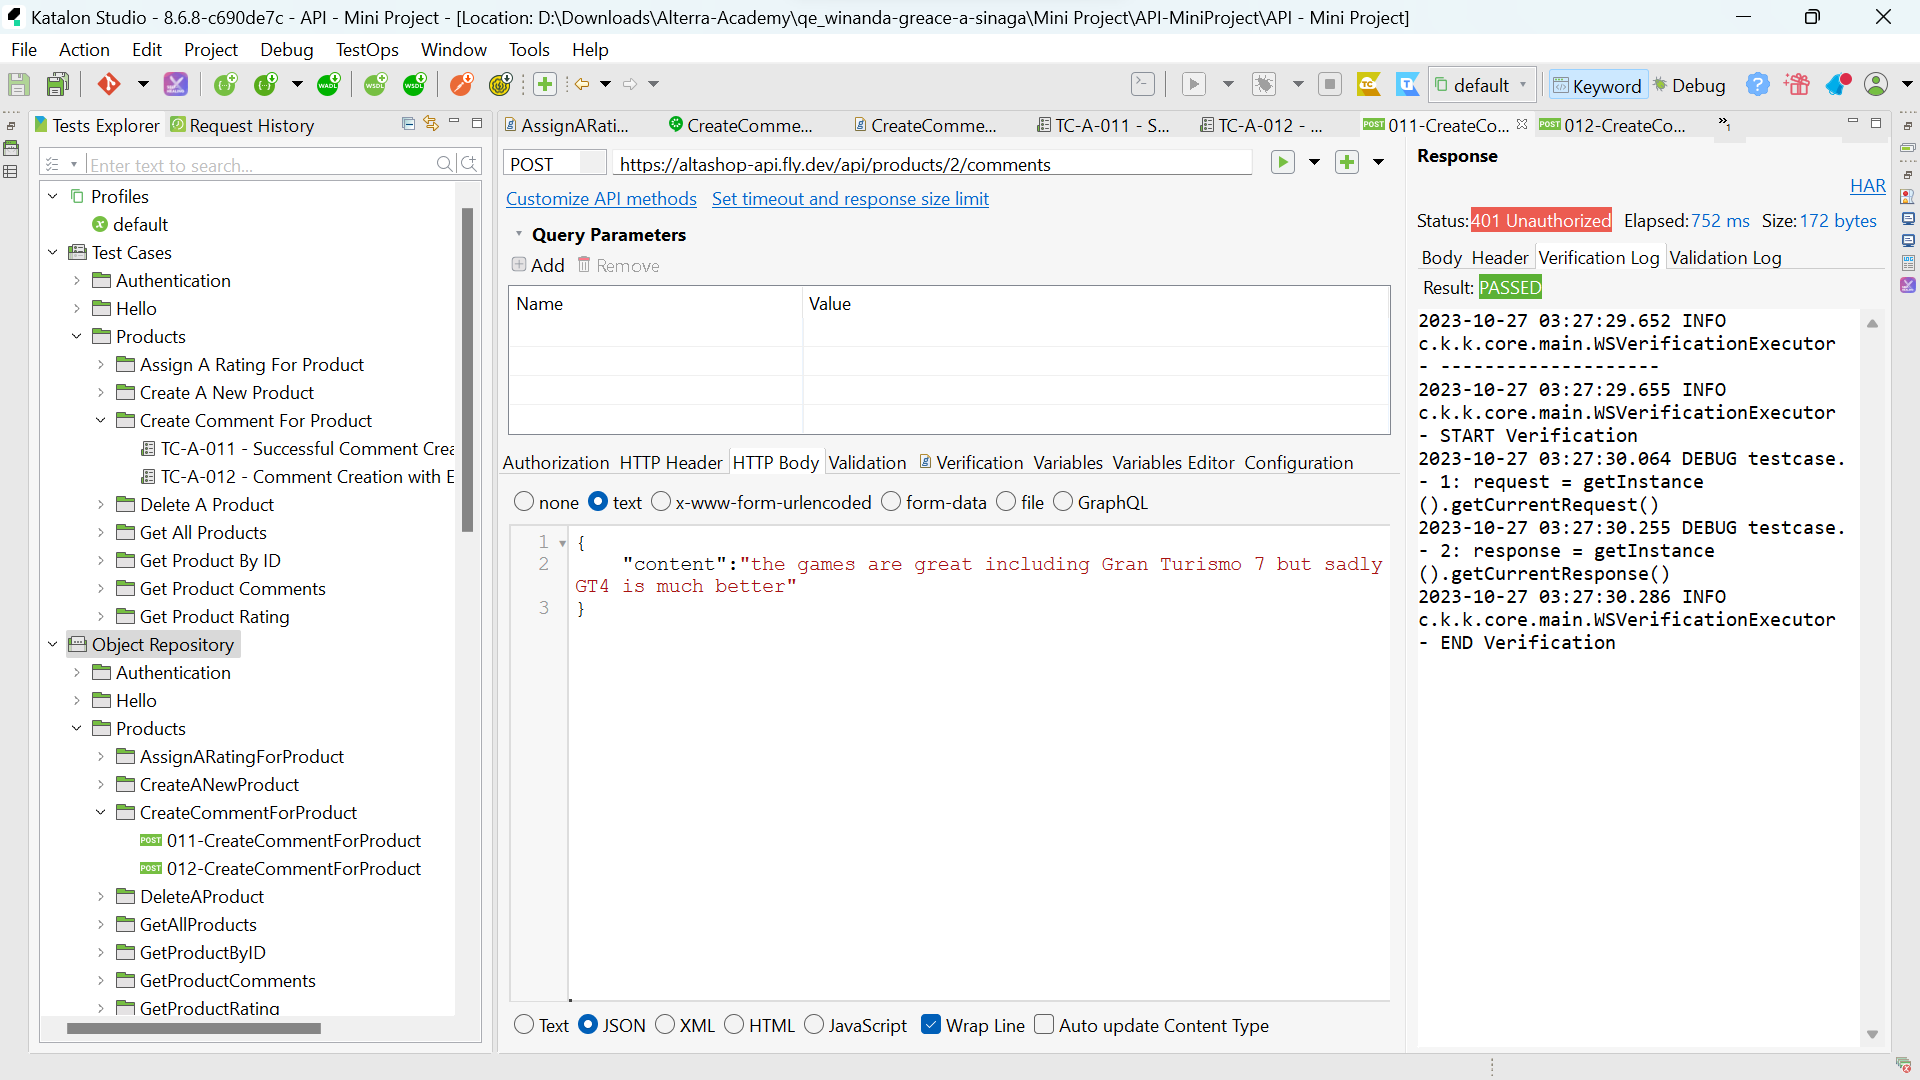 Katalon Studio - 8.6.8-c690de7c - API - Mini Project - [Location: D:\Downloads\Alterra-Academy\qe_winanda-greace-a-sinaga\Mini Project\API-MiniProject\API - Mini Project]
File Action Edit Project Debug TestOps Window Tools Help
default Keyword Debug
Tests Explorer Request History
Enter text to search...
Profiles
default
Test Cases
Authentication
Hello
Products
Assign A Rating For Product
Create A New Product
Create Comment For Product
TC-A-011 - Successful Comment Crea
TC-A-012 - Comment Creation with E
Delete A Product
Get All Products
Get Product By ID
Get Product Comments
Get Product Rating
Object Repository
Authentication
Hello
Products
AssignARatingForProduct
CreateANewProduct
CreateCommentForProduct
POST 011-CreateCommentForProduct
POST 012-CreateCommentForProduct
DeleteAProduct
GetAllProducts
GetProductByID
GetProductComments
GetProductRating
AssignARati... CreateComme... CreateComme... TC-A-011 - S... TC-A-012 - ... POST 011-CreateCo... POST 012-CreateCo... »1
POST https://altashop-api.fly.dev/api/products/2/comments
Customize API methods Set timeout and response size limit
Query Parameters
Add Remove
Name Value
Authorization HTTP Header HTTP Body Validation Verification Variables Variables Editor Configuration
none text x-www-form-urlencoded form-data file GraphQL
1 {
2 "content":"the games are great including Gran Turismo 7 but sadly
GT4 is much better"
3 }
Text JSON XML HTML JavaScript Wrap Line Auto update Content Type
Response
HAR
Status: 401 Unauthorized Elapsed: 752 ms Size: 172 bytes
Body Header Verification Log Validation Log
Result: PASSED
2023-10-27 03:27:29.652 INFO
c.k.k.core.main.WSVerificationExecutor
- --------------------
2023-10-27 03:27:29.655 INFO
c.k.k.core.main.WSVerificationExecutor
- START Verification
2023-10-27 03:27:30.064 DEBUG testcase.
- 1: request = getInstance
().getCurrentRequest()
2023-10-27 03:27:30.255 DEBUG testcase.
- 2: response = getInstance
().getCurrentResponse()
2023-10-27 03:27:30.286 INFO
c.k.k.core.main.WSVerificationExecutor
- END Verification